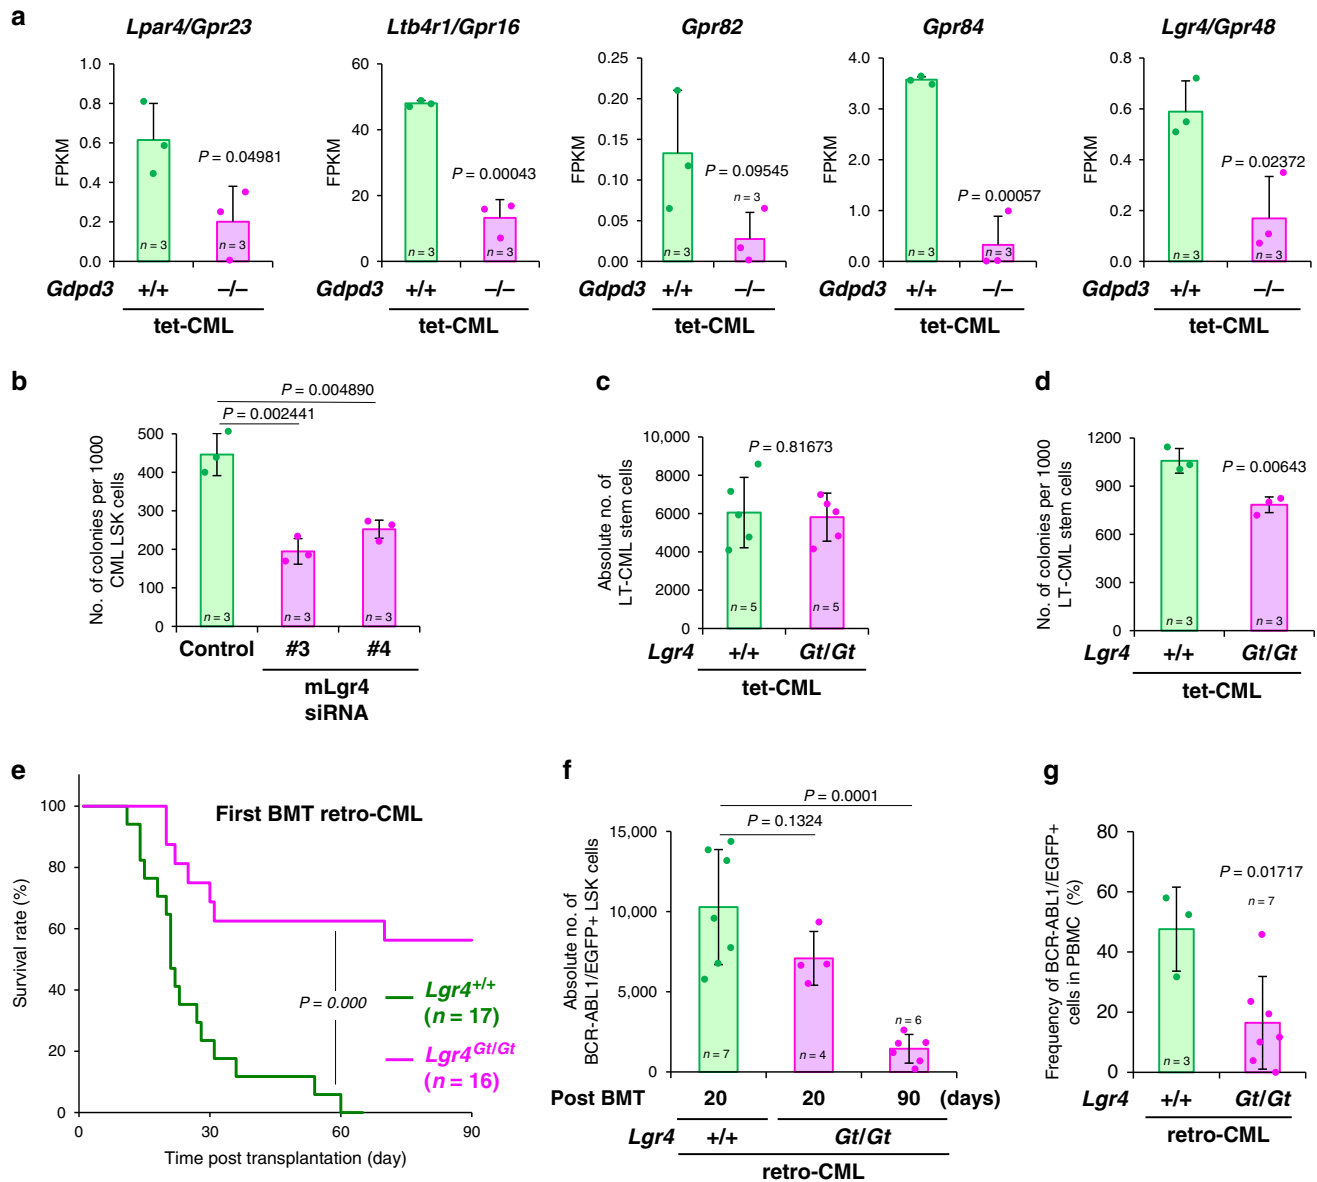 a
Lpar4/Gpr23
Ltb4r1/Gpr16
Gpr82
Gpr84
Lgr4/Gpr48
FPKM
1.0
0.8
0.6
0.4
0.2
0.0
P = 0.04981
n = 3
n = 3
Gdpd3 +/+ –/–
tet-CML
FPKM
60
40
20
0
P = 0.00043
n = 3
n = 3
Gdpd3 +/+ –/–
tet-CML
FPKM
0.25
0.20
0.15
0.10
0.05
0.00
P = 0.09545
n = 3
n = 3
Gdpd3 +/+ –/–
tet-CML
FPKM
4.0
3.0
2.0
1.0
0.0
P = 0.00057
n = 3
n = 3
Gdpd3 +/+ –/–
tet-CML
FPKM
0.8
0.6
0.4
0.2
0.0
P = 0.02372
n = 3
n = 3
Gdpd3 +/+ –/–
tet-CML
b
No. of colonies per 1000
CML LSK cells
P = 0.004890
P = 0.002441
500
400
300
200
100
0
n = 3
n = 3
n = 3
Control #3 #4
mLgr4
siRNA
c
Absolute no. of
LT-CML stem cells
10,000
8000
6000
4000
2000
0
P = 0.81673
n = 5
n = 5
Lgr4 +/+ Gt/Gt
tet-CML
d
No. of colonies per 1000
LT-CML stem cells
1200
900
600
300
0
P = 0.00643
n = 3
n = 3
Lgr4 +/+ Gt/Gt
tet-CML
e
First BMT retro-CML
Survival rate (%)
100
80
60
40
20
0
P = 0.000
Lgr4+/+
(n = 17)
Lgr4Gt/Gt
(n = 16)
0 30 60 90
Time post transplantation (day)
f
Absolute no. of
BCR-ABL1/EGFP+ LSK cells
P = 0.0001
P = 0.1324
15,000
10,000
5,000
0
n = 7
n = 4
n = 6
Post BMT 20 20 90 (days)
Lgr4 +/+ Gt/Gt
retro-CML
g
Frequency of BCR-ABL1/EGFP+
cells in PBMC (%)
80
60
40
20
0
P = 0.01717
n = 7
n = 3
Lgr4 +/+ Gt/Gt
retro-CML